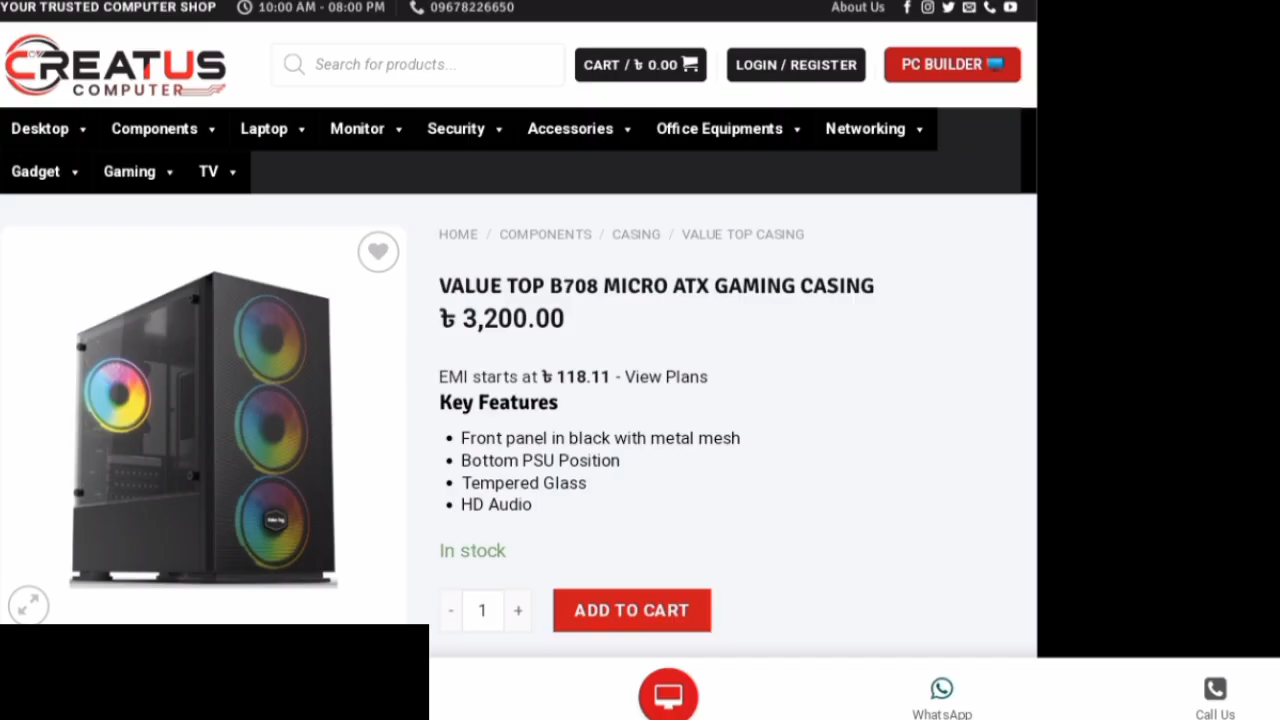 YOUR TRUSTED COMPUTER SHOP 10:00 AM - 08:00 PM 09678226650 About Us
CREATUS
COMPUTER
Search for products...
CART / ৳ 0.00
LOGIN / REGISTER
PC BUILDER
Desktop Components Laptop Monitor Security Accessories Office Equipments Networking
Gadget Gaming TV
HOME / COMPONENTS / CASING / VALUE TOP CASING
VALUE TOP B708 MICRO ATX GAMING CASING
৳ 3,200.00
EMI starts at ৳ 118.11 - View Plans
Key Features
• Front panel in black with metal mesh
• Bottom PSU Position
• Tempered Glass
• HD Audio
In stock
- 1 +
ADD TO CART
WhatsApp
Call Us